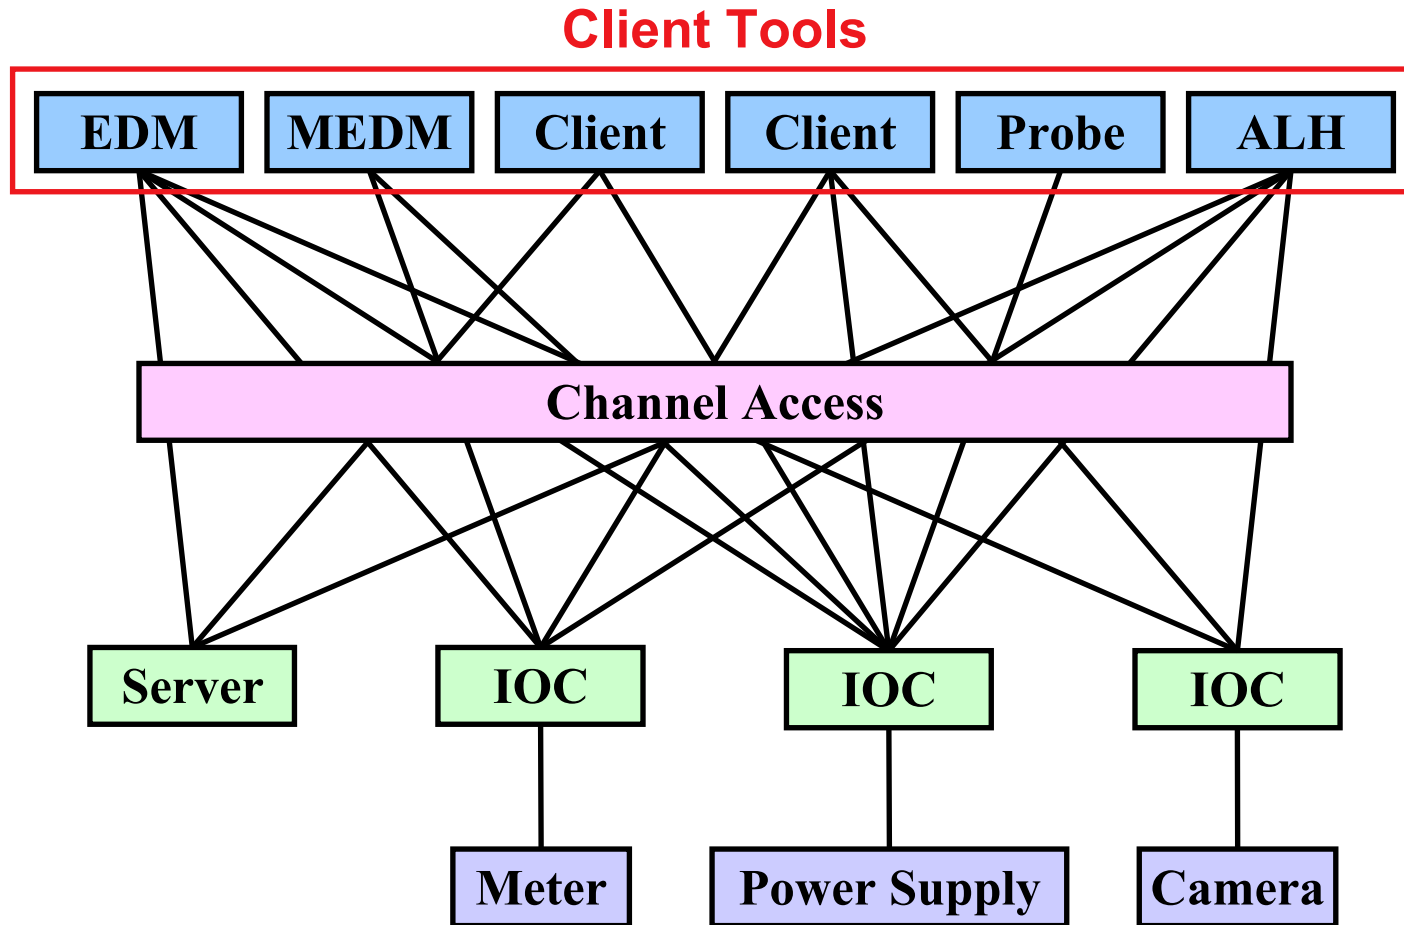 Client Tools
EDM
MEDM
Client
Client
Probe
ALH
Channel Access
Server
IOC
IOC
IOC
Meter
Power Supply
Camera